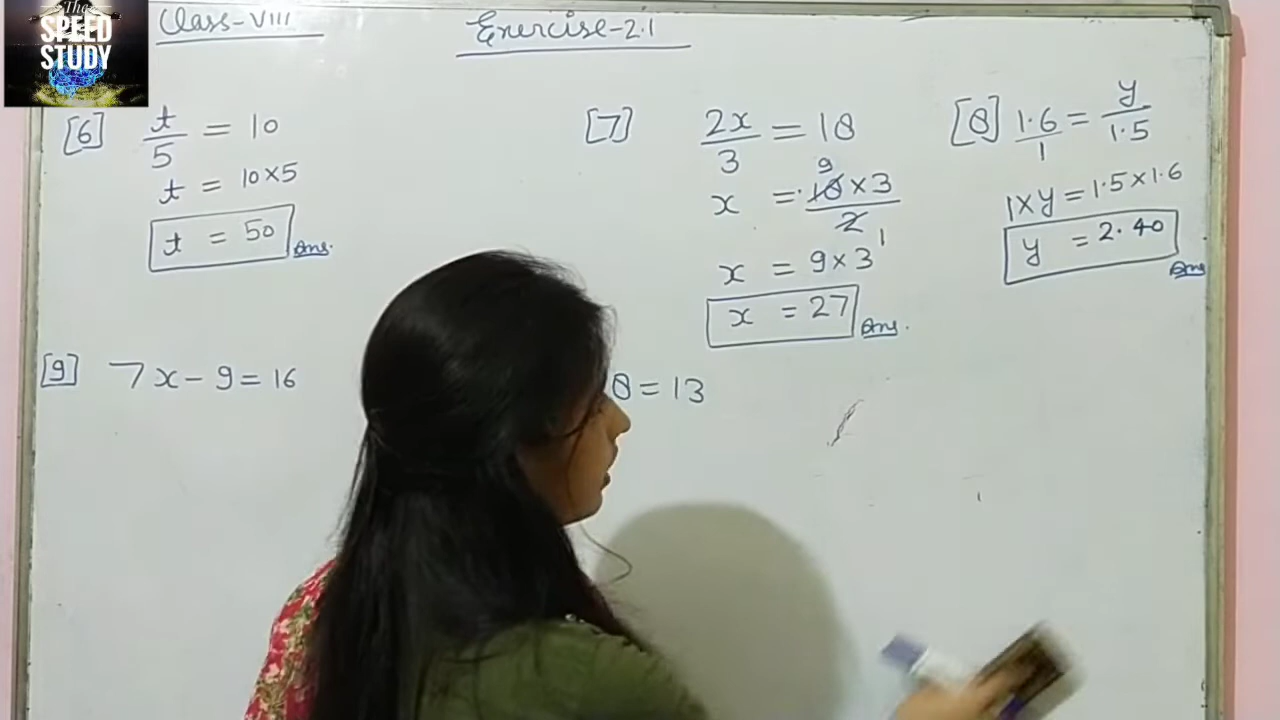 The
SPEED
STUDY
Class-VIII
Exercise-2.1
[6] t/5 = 10
t = 10×5
t = 50 Ans.
[7] 2x/3 = 18
x = 18×3/2
9
1
x = 9×3
x = 27 Ans.
[8] 1.6/1 = y/1.5
1×y = 1.5×1.6
y = 2.40 Ans
[9] 7x - 9 = 16
8 = 13